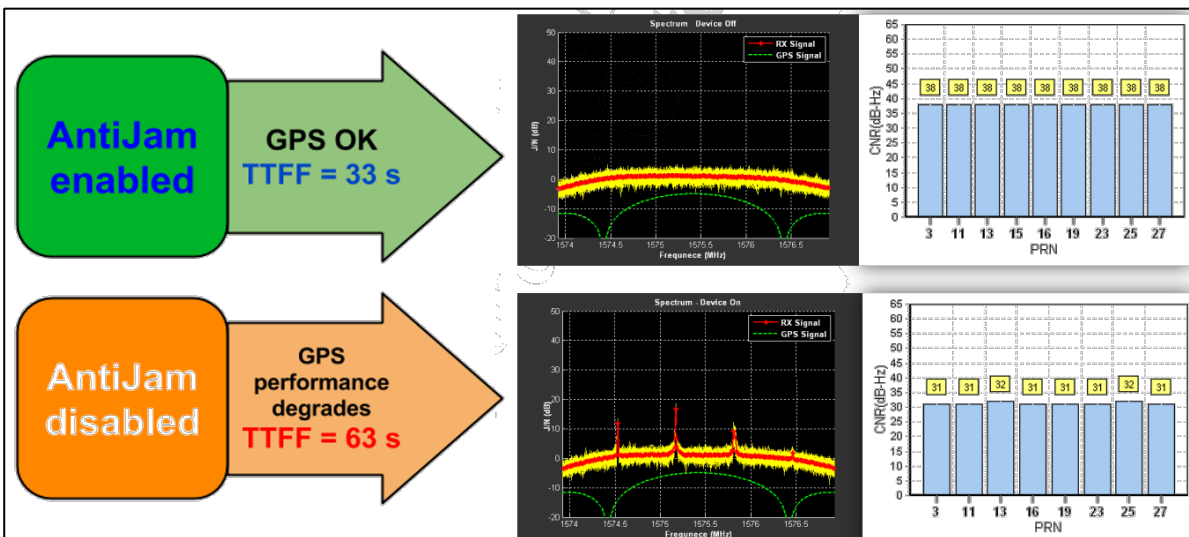 AntiJam
enabled
GPS OK
TTFF = 33 s
Spectrum - Device Off
RX Signal
GPS Signal
J/N (dB)
50
40
30
20
10
0
-10
-20
1574 1574.5 1575 1575.5 1576 1576.5
Frequnece (MHz)
CNR(dB-Hz)
65
60
55
50
45
40
35
30
25
20
15
10
5
0
38 38 38 38 38 38 38 38 38
3 11 13 15 16 19 23 25 27
PRN
AntiJam
disabled
GPS
performance
degrades
TTFF = 63 s
Spectrum - Device On
RX Signal
GPS Signal
J/N (dB)
50
40
30
20
10
0
-10
-20
1574 1574.5 1575 1575.5 1576 1576.5
Frequnece (MHz)
CNR(dB-Hz)
65
60
55
50
45
40
35
30
25
20
15
10
5
0
31 31 32 31 31 31 32 31
3 11 13 16 19 23 25 27
PRN